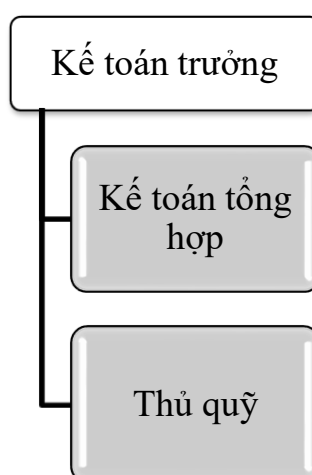 Kế toán trưởng
Kế toán tổng
hợp
Thủ quỹ